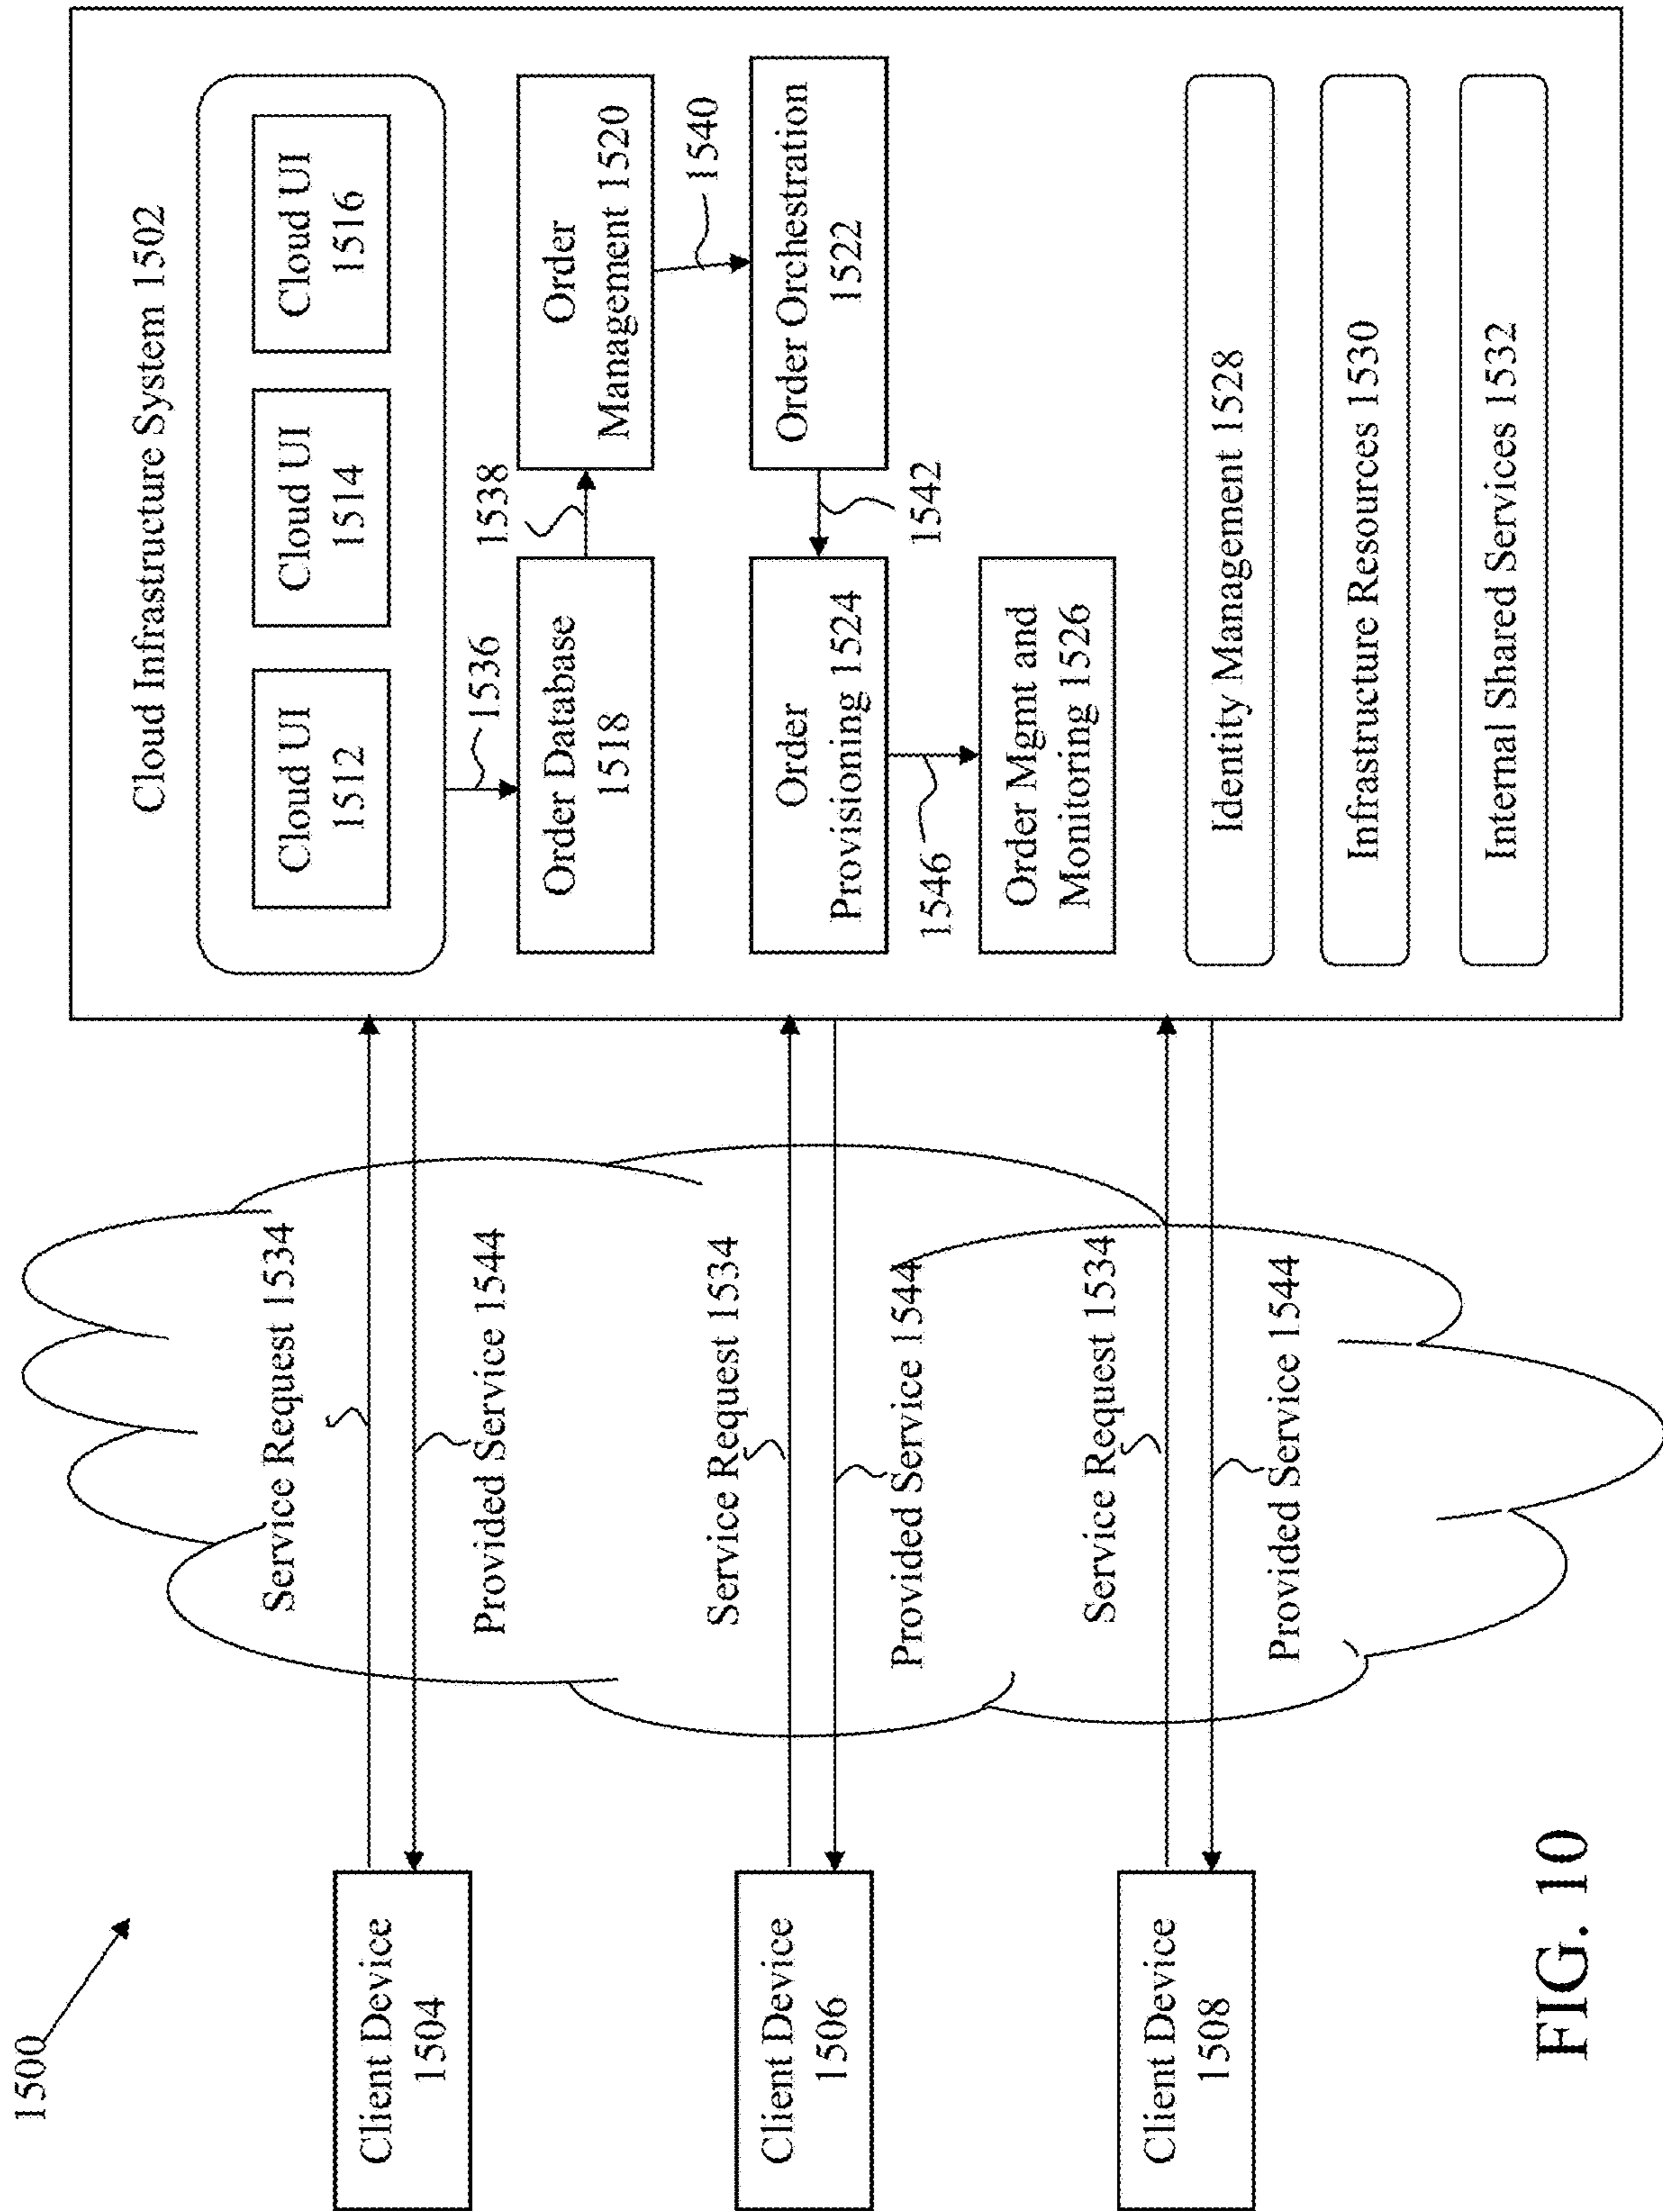 1500
Cloud Infrastructure System 1502
Cloud UI
1512
Cloud UI
1514
Cloud UI
1516
1536
1538
Order Database
1518
Order
Management 1520
1540
Order
Provisioning 1524
Order Orchestration
1522
1542
1546
Order Mgmt and
Monitoring 1526
Identity Management 1528
Infrastructure Resources 1530
Internal Shared Services 1532
Client Device
1504
Service Request 1534
Provided Service 1544
Client Device
1506
Service Request 1534
Provided Service 1544
Client Device
1508
Service Request 1534
Provided Service 1544
FIG. 10